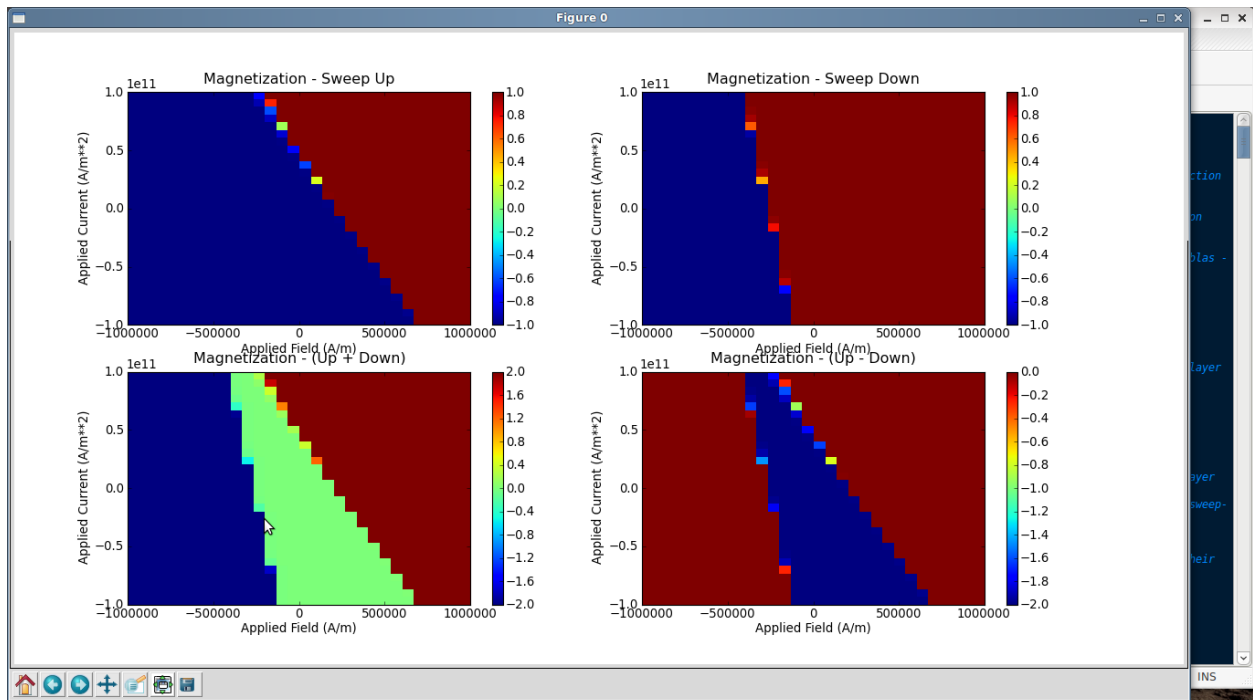 Figure 0
Magnetization - Sweep Up
1e11
Applied Current (A/m**2)
1.0
0.5
0.0
−0.5
−1.0
−1000000 −500000 0 500000 1000000
Applied Field (A/m)
1.0
0.8
0.6
0.4
0.2
0.0
−0.2
−0.4
−0.6
−0.8
−1.0
Magnetization - Sweep Down
1e11
Applied Current (A/m**2)
1.0
0.5
0.0
−0.5
−1.0
−1000000 −500000 0 500000 1000000
Applied Field (A/m)
1.0
0.8
0.6
0.4
0.2
0.0
−0.2
−0.4
−0.6
−0.8
−1.0
Magnetization - (Up + Down)
1e11
Applied Current (A/m**2)
1.0
0.5
0.0
−0.5
−1.0
−1000000 −500000 0 500000 1000000
Applied Field (A/m)
2.0
1.6
1.2
0.8
0.4
0.0
−0.4
−0.8
−1.2
−1.6
−2.0
Magnetization - (Up - Down)
1e11
Applied Current (A/m**2)
1.0
0.5
0.0
−0.5
−1.0
−1000000 −500000 0 500000 1000000
Applied Field (A/m)
0.0
−0.2
−0.4
−0.6
−0.8
−1.0
−1.2
−1.4
−1.6
−1.8
−2.0
ction
on
blas -
layer
ayer
sweep-
heir
INS